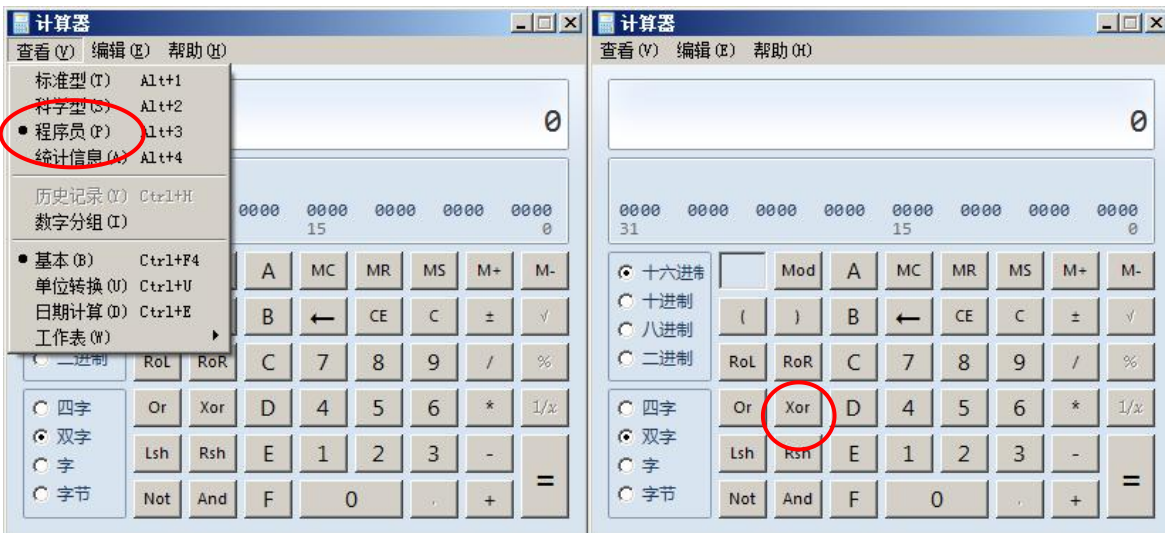 计算器
查看(V) 编辑(E) 帮助(H)
标准型(T) Alt+1
科学型(S) Alt+2
程序员(P) Alt+3
统计信息(A) Alt+4
历史记录(Y) Ctrl+H
数字分组(I)
基本(B) Ctrl+F4
单位转换(U) Ctrl+U
日期计算(D) Ctrl+E
工作表(W)
0
0000 0000 0000 0000 0000
15 0
A MC MR MS M+ M-
B ← CE C ± √
二进制 RoL RoR C 7 8 9 / %
四字 Or Xor D 4 5 6 * 1/x
双字
字 Lsh Rsh E 1 2 3 - =
字节 Not And F 0 . +
计算器
查看(V) 编辑(E) 帮助(H)
0
0000 0000 0000 0000 0000 0000 0000 0000
31 15 0
十六进制 Mod A MC MR MS M+ M-
十进制
八进制 ( ) B ← CE C ± √
二进制 RoL RoR C 7 8 9 / %
四字 Or Xor D 4 5 6 * 1/x
双字
字 Lsh Rsh E 1 2 3 - =
字节 Not And F 0 . +